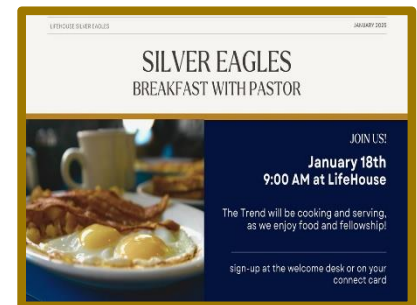 LIFEHOUSE SILVER EAGLES
JANUARY 2025
SILVER EAGLES
BREAKFAST WITH PASTOR
JOIN US!
January 18th
9:00 AM at LifeHouse
The Trend will be cooking and serving,
as we enjoy food and fellowship!
sign-up at the welcome desk or on your
connect card